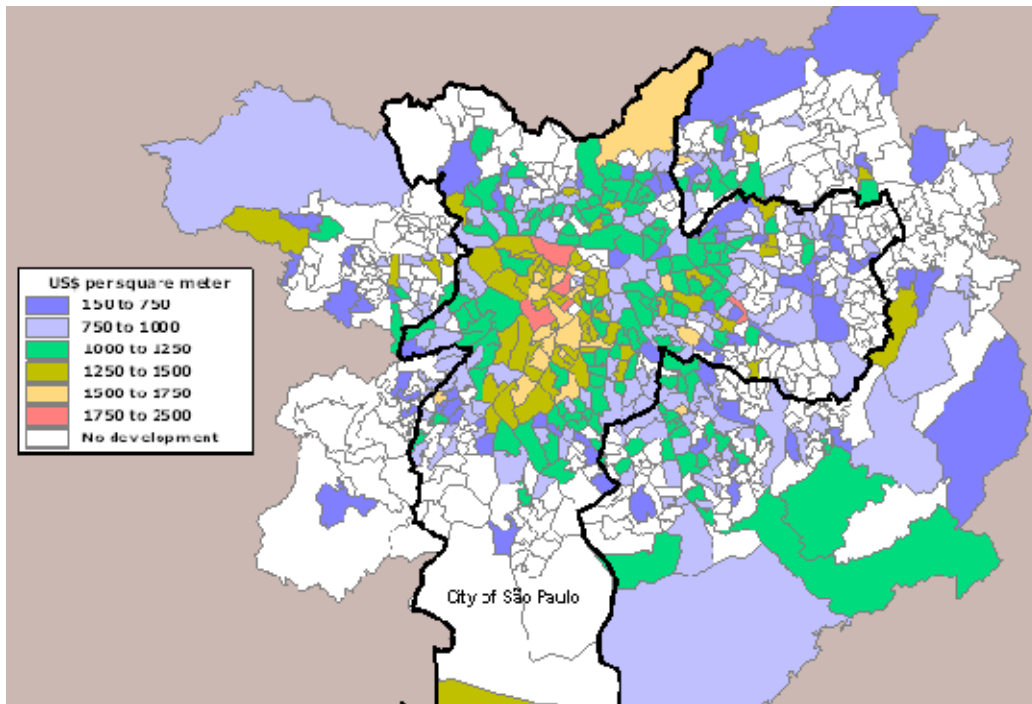 US$ per square meter
150 to 750
750 to 1000
1000 to 1250
1250 to 1500
1500 to 1750
1750 to 2500
No development
City of São Paulo